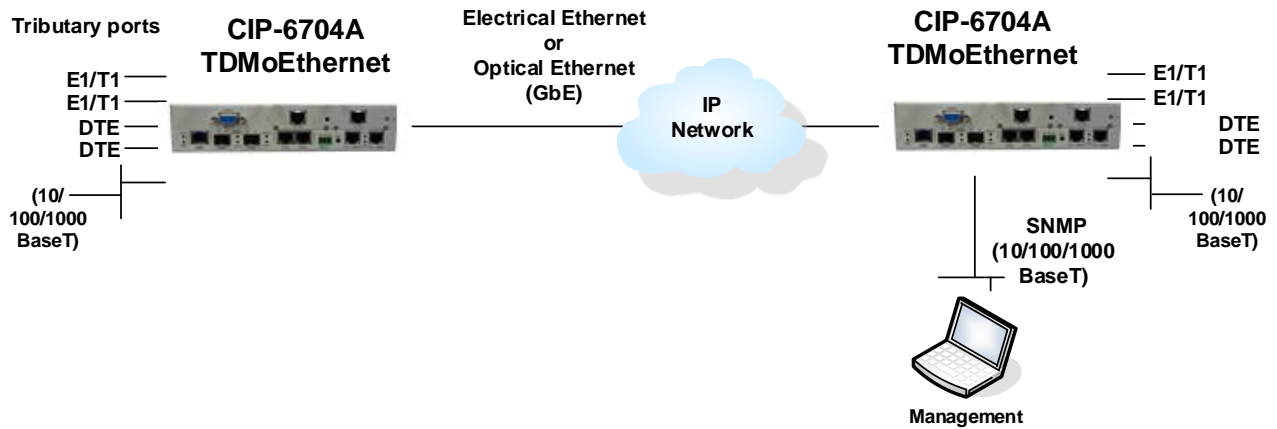 Tributary ports
CIP-6704A
TDMoEthernet
E1/T1
E1/T1
DTE
DTE
(10/
100/1000
BaseT)
Electrical Ethernet
or
Optical Ethernet
(GbE)
IP
Network
CIP-6704A
TDMoEthernet
E1/T1
E1/T1
DTE
DTE
(10/
100/1000
BaseT)
SNMP
(10/100/1000
BaseT)
Management